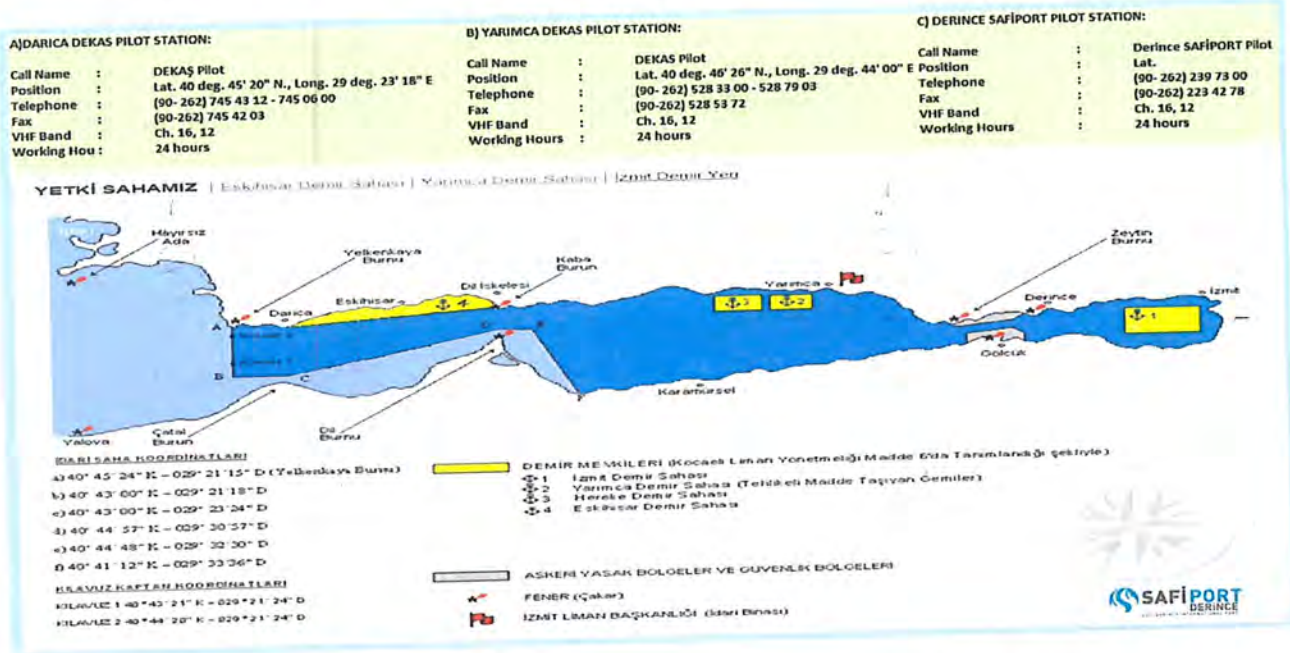 A)DARICA DEKAS PILOT STATION:
Call Name : DEKAŞ Pilot
Position : Lat. 40 deg. 45' 20" N., Long. 29 deg. 23' 18" E
Telephone : (90- 262) 745 43 12 - 745 06 00
Fax : (90-262) 745 42 03
VHF Band : Ch. 16, 12
Working Hou : 24 hours
B) YARIMCA DEKAS PILOT STATION:
Call Name : DEKAS Pilot
Position : Lat. 40 deg. 46' 26" N., Long. 29 deg. 44' 00" E
Telephone : (90- 262) 528 33 00 - 528 79 03
Fax : (90-262) 528 53 72
VHF Band : Ch. 16, 12
Working Hours : 24 hours
C) DERINCE SAFİPORT PILOT STATION:
Call Name : Derince SAFİPORT Pilot
Position : Lat.
Telephone : (90- 262) 239 73 00
Fax : (90-262) 223 42 78
VHF Band : Ch. 16, 12
Working Hours : 24 hours
YETKİ SAHAMIZ | Eskihisar Demir Sahası | Yarımca Demir Sahası | İzmit Demir Yeri
Hayırsız
Ada
Yelkenkaya
Burnu
Kaba
Burun
Zeytin
Burnu
Dil İskelesi
Eskihisar
Darıca
Yarımca
Derince
İzmit
4
3
2
1
A
B
C
Gölcük
Karamürsel
Yalova
Çatal
Burun
Dil
Burnu
İDARİ SAHA KOORDİNATLARI
a) 40° 45' 24" K – 029° 21' 15" D (Yelkenkaya Burnu)
b) 40° 43' 00" K – 029° 21' 18" D
c) 40° 43' 00" K – 029° 23' 24" D
d) 40° 44' 57" K – 029° 30' 57" D
e) 40° 44' 48" K – 029° 32' 30" D
f) 40° 41' 12" K – 029° 33' 36" D
KILAVUZ KAPTAN KOORDİNATLARI
KILAVUZ 1 40° 43' 21" K – 029° 21' 24" D
KILAVUZ 2 40° 44' 20" K – 029° 21' 24" D
DEMİR MEVKİLERİ (Kocaeli Liman Yönetmeliği Madde 6'da Tanımlandığı şekliyle)
1 İzmit Demir Sahası
2 Yarımca Demir Sahası (Tehlikeli Madde Taşıyan Gemiler)
3 Hereke Demir Sahası
4 Eskihisar Demir Sahası
ASKERİ YASAK BÖLGELER VE GÜVENLİK BÖLGELERİ
FENER (Çakar)
İZMİT LİMAN BAŞKANLIĞI (İdari Binası)
SAFİPORT
DERINCE